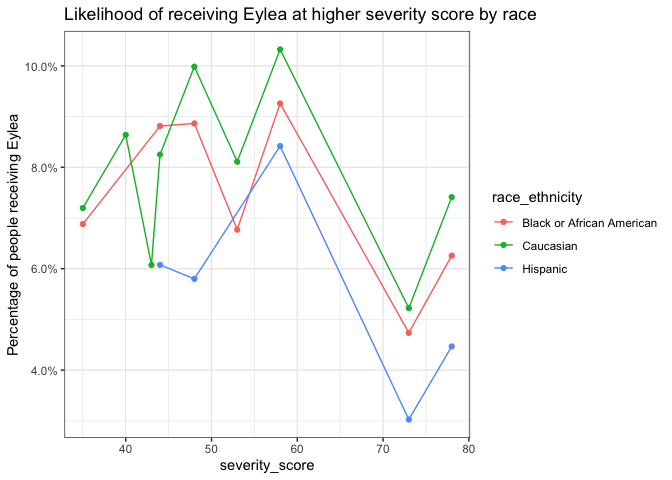 Likelihood of receiving Eylea at higher severity score by race
Percentage of people receiving Eylea
10.0%
8.0%
6.0%
4.0%
40
50
60
70
80
severity_score
race_ethnicity
Black or African American
Caucasian
Hispanic